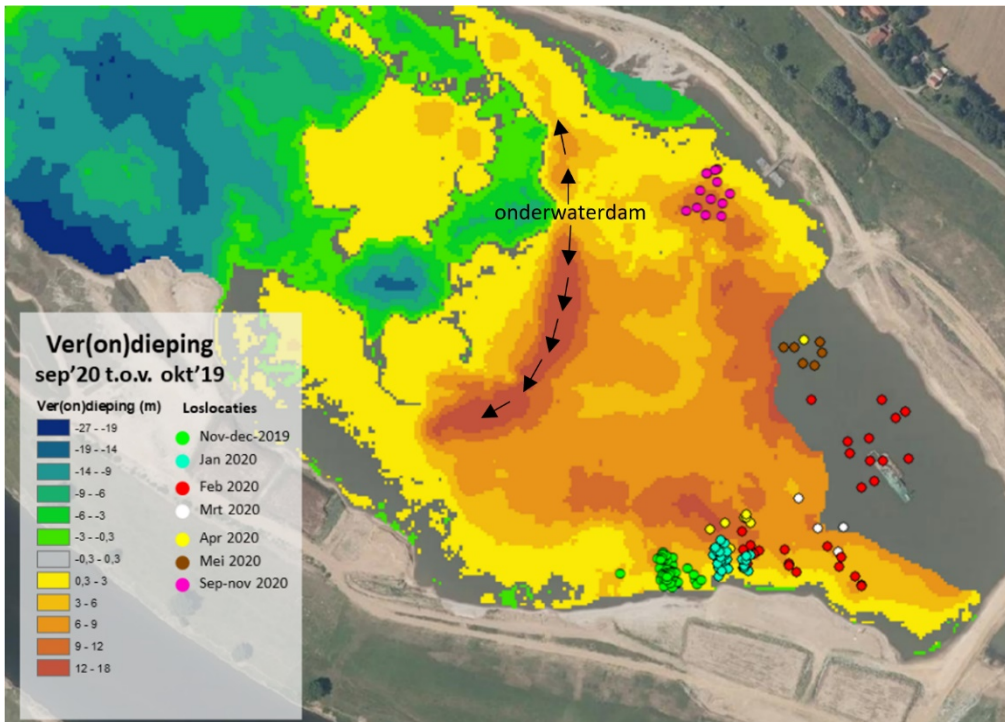 onderwaterdam
Ver(on)dieping
sep'20 t.o.v. okt'19
Ver(on)dieping (m)
-27 - -19
-19 - -14
-14 - -9
-9 - -6
-6 - -3
-3 - -0,3
-0,3 - 0,3
0,3 - 3
3 - 6
6 - 9
9 - 12
12 - 18
Loslocaties
Nov-dec-2019
Jan 2020
Feb 2020
Mrt 2020
Apr 2020
Mei 2020
Sep-nov 2020